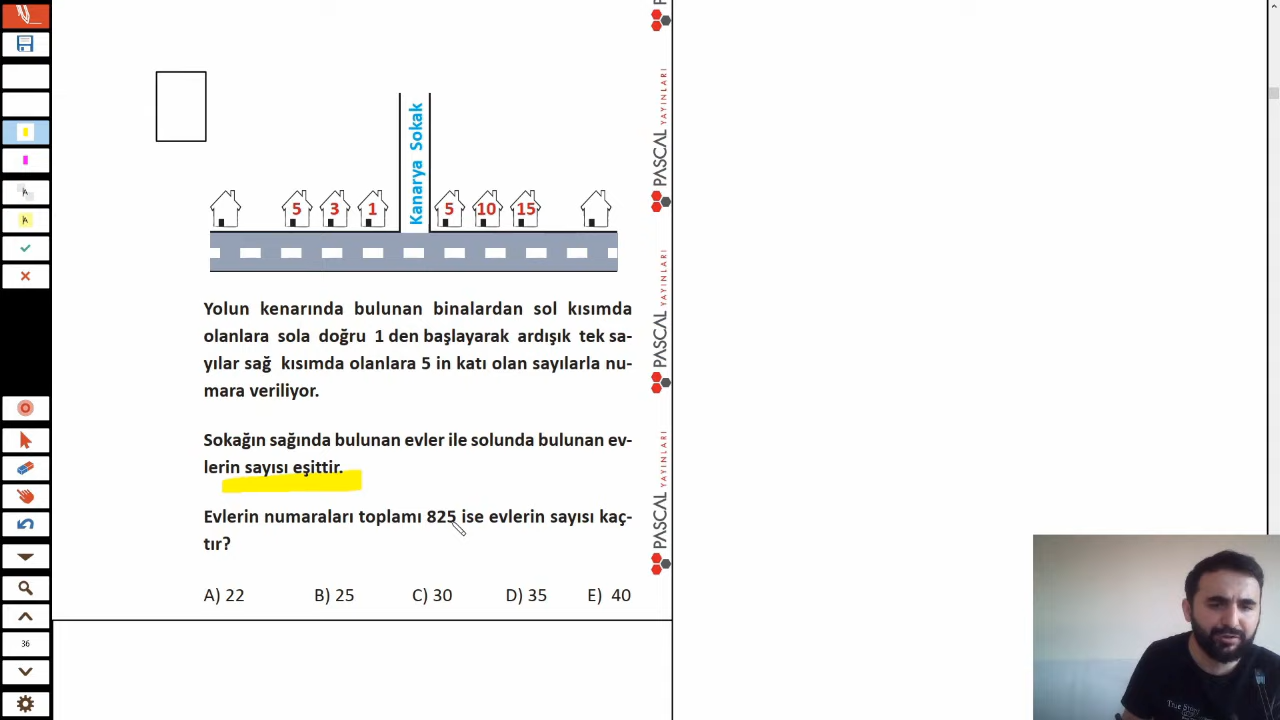 Kanarya Sokak
5 3 1 5 10 15
Yolun kenarında bulunan binalardan sol kısımda
olanlara sola doğru 1 den başlayarak ardışık tek sa-
yılar sağ kısımda olanlara 5 in katı olan sayılarla nu-
mara veriliyor.
Sokağın sağında bulunan evler ile solunda bulunan ev-
lerin sayısı eşittir.
Evlerin numaraları toplamı 825 ise evlerin sayısı kaç-
tır?
A) 22 B) 25 C) 30 D) 35 E) 40
PASCAL YAYINLARI
PASCAL YAYINLARI
PASCAL YAYINLARI
36
A
A